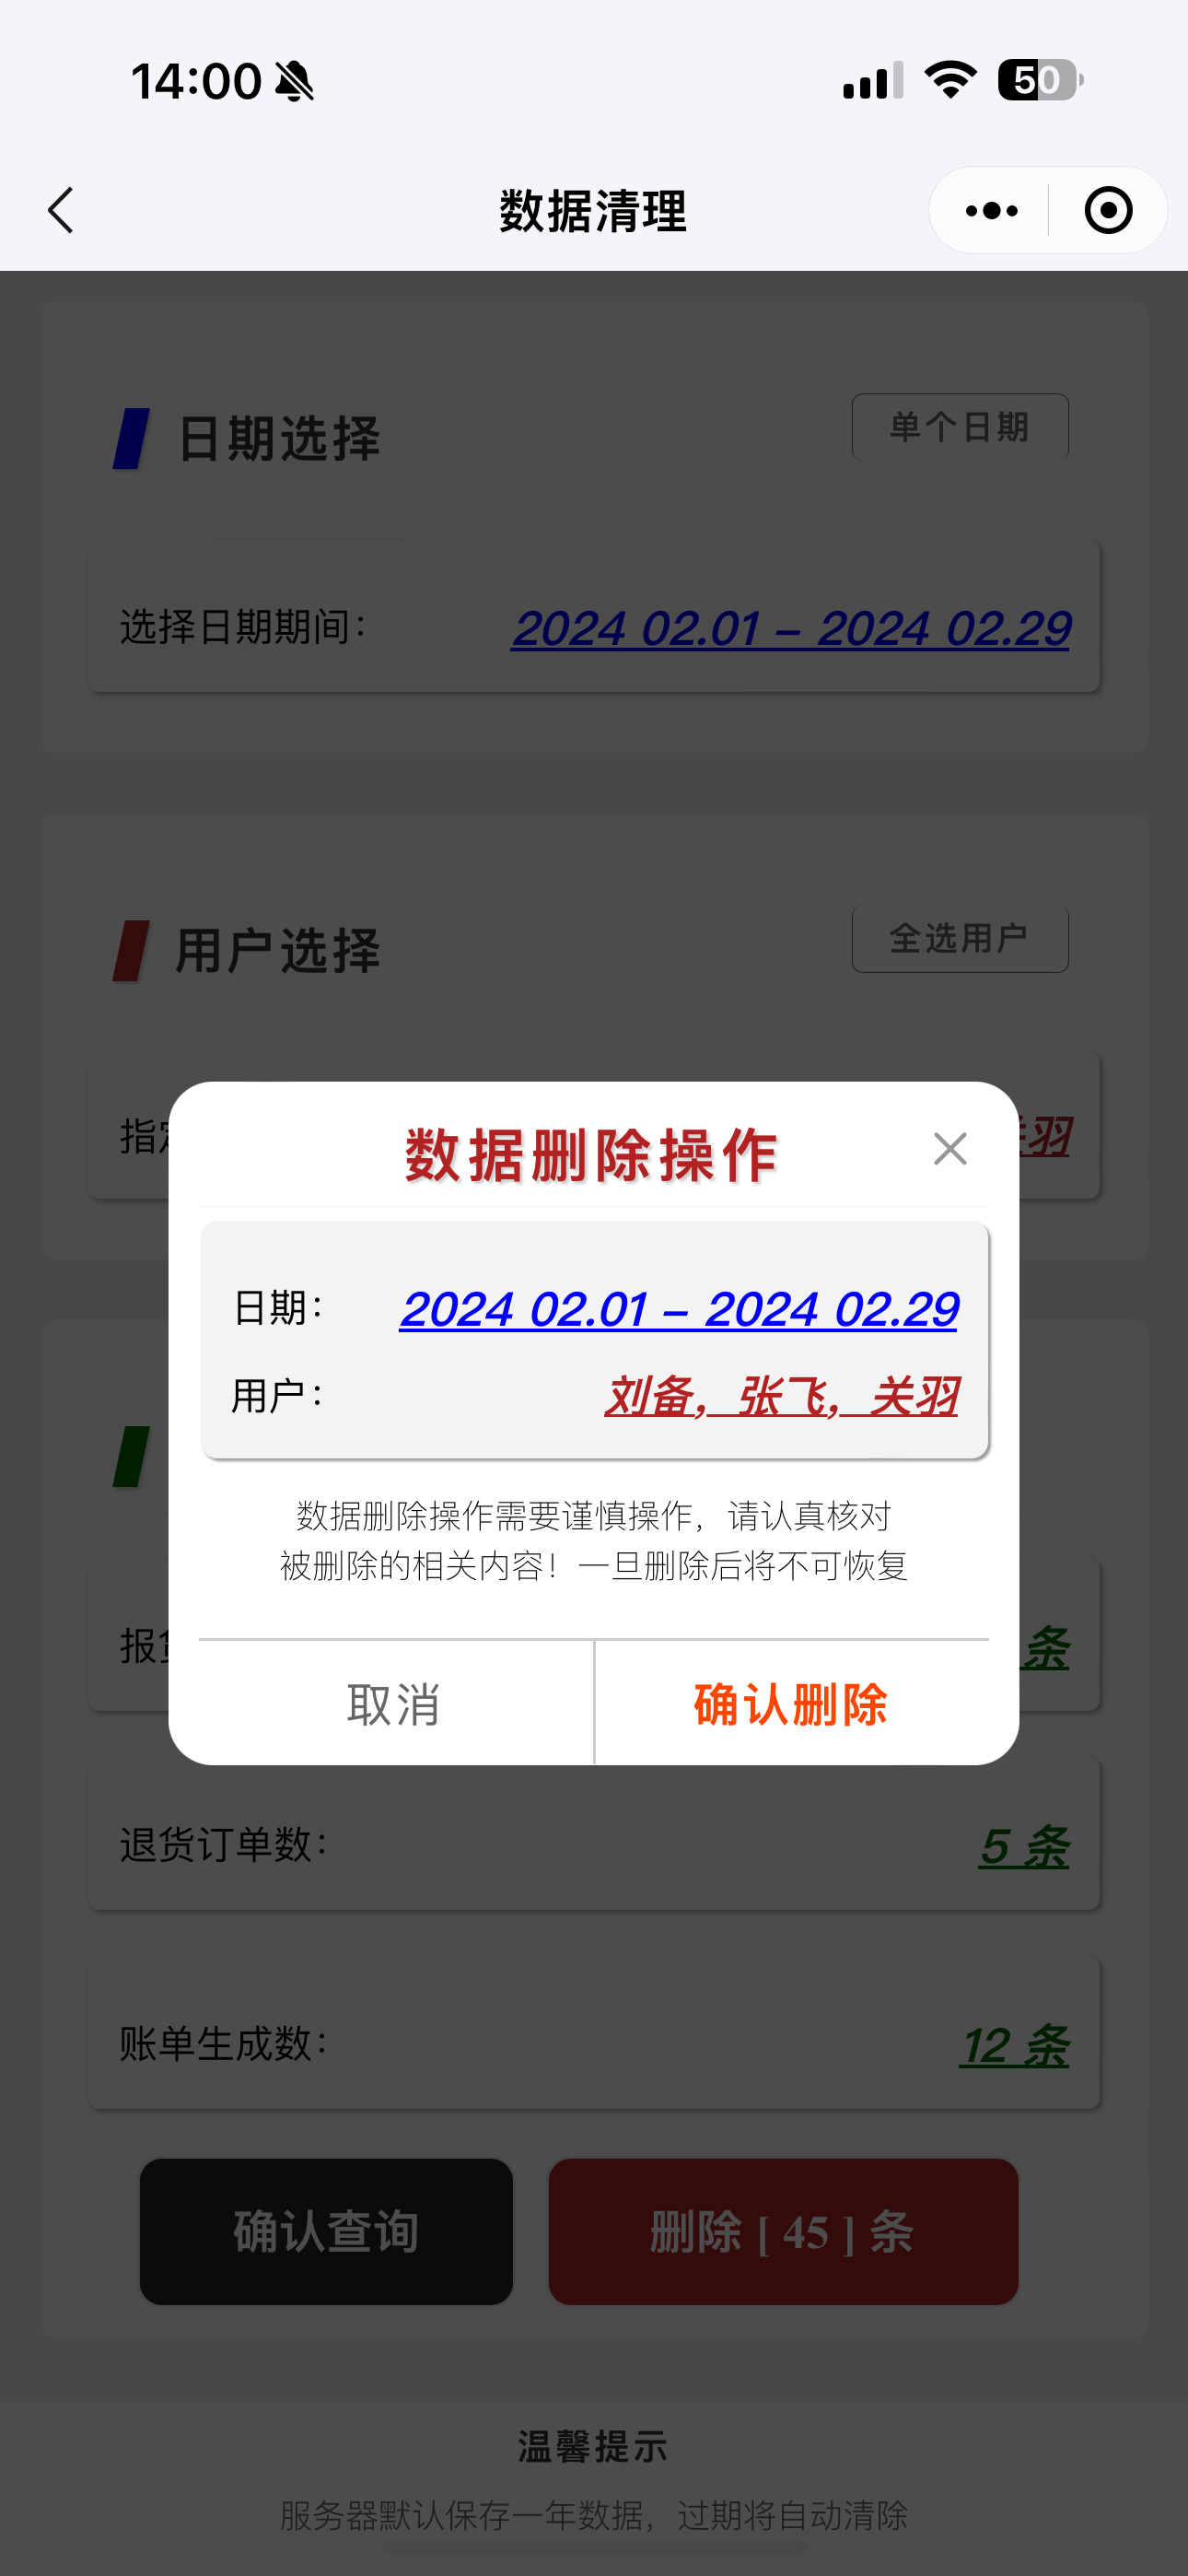 14:00 50
数据清理
日期选择 单个日期
选择日期期间： 2024 02.01 – 2024 02.29
用户选择 全选用户
数据删除操作
日期： 2024 02.01 – 2024 02.29
用户： 刘备，张飞，关羽
数据删除操作需要谨慎操作，请认真核对
被删除的相关内容！一旦删除后将不可恢复
取消 确认删除
条
退货订单数： 5 条
账单生成数： 12 条
确认查询 删除 [ 45 ] 条
温馨提示
服务器默认保存一年数据，过期将自动清除